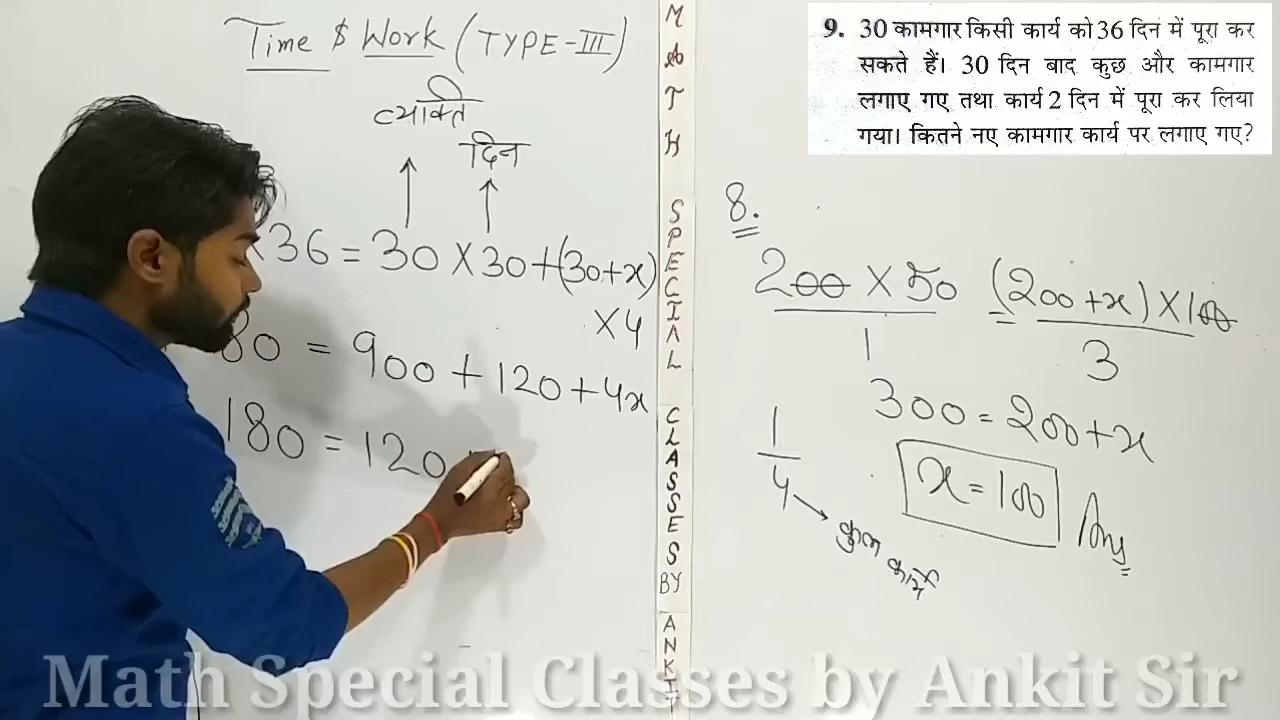 Time & Work (TYPE-III)
व्यक्ति
दिन
×36 = 30 × 30 + (30+x)
×4
80 = 900 + 120 + 4x
180 = 120
MATH SPECIAL CLASSES BY ANKIT
9. 30 कामगार किसी कार्य को 36 दिन में पूरा कर
सकते हैं। 30 दिन बाद कुछ और कामगार
लगाए गए तथा कार्य 2 दिन में पूरा कर लिया
गया। कितने नए कामगार कार्य पर लगाए गए?
8.
200 × 50 (200+x) × 100
1 3
300 = 200+x
x = 100 Ans
1
4
कुल
कार्य
Math Special Classes by Ankit Sir